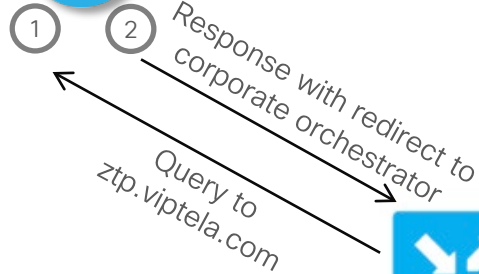 1
2
Response with redirect to
corporate orchestrator
Query to
ztp.viptela.com